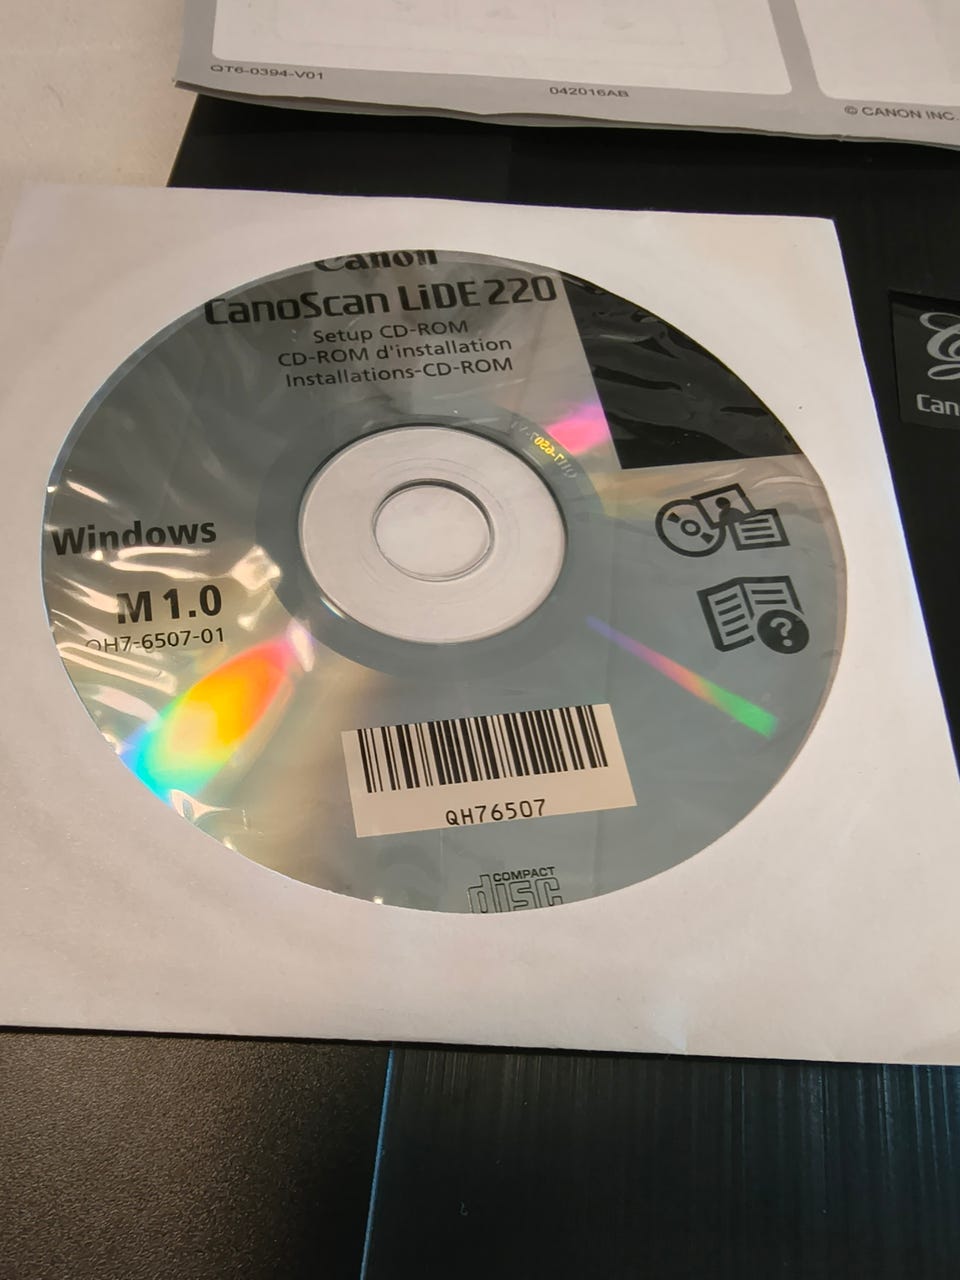 QT6-0394-V01
042016AB
© CANON INC.
Canon
CanoScan LiDE 220
Setup CD-ROM
CD-ROM d'installation
Installations-CD-ROM
Windows
M 1.0
QH7-6507-01
QH76507
COMPACT
disc
Can